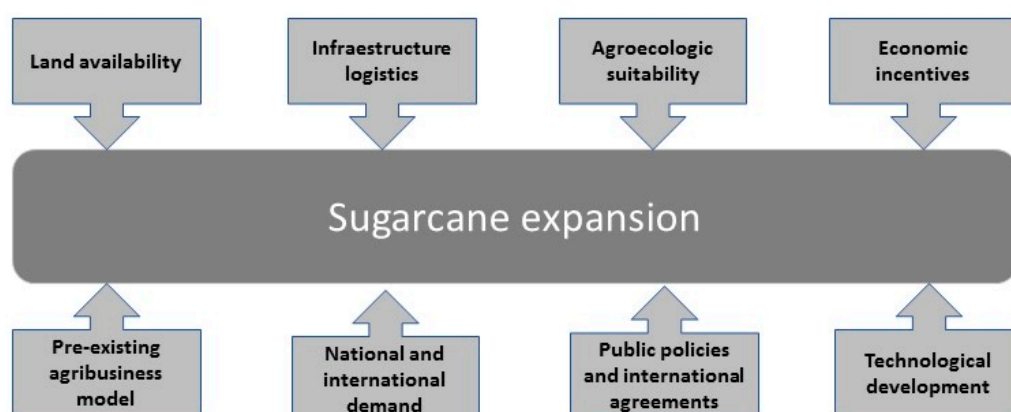 Land availability
Infraestructure
logistics
Agroecologic
suitability
Economic
incentives
Sugarcane expansion
Pre-existing
agribusiness
model
National and
international
demand
Public policies
and international
agreements
Technological
development